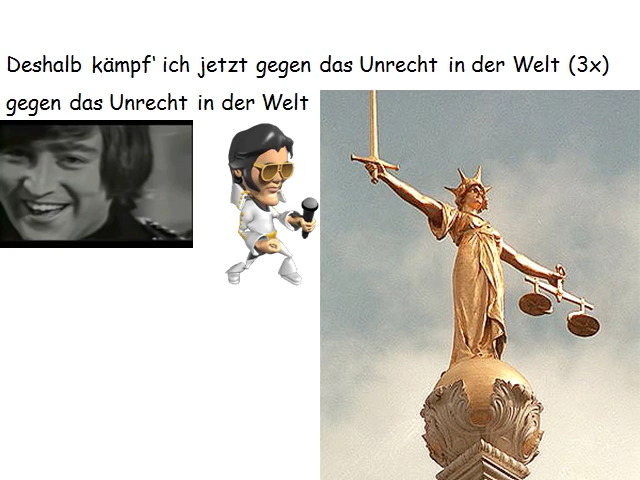 Deshalb kämpf' ich jetzt gegen das Unrecht in der Welt (3x)
gegen das Unrecht in der Welt